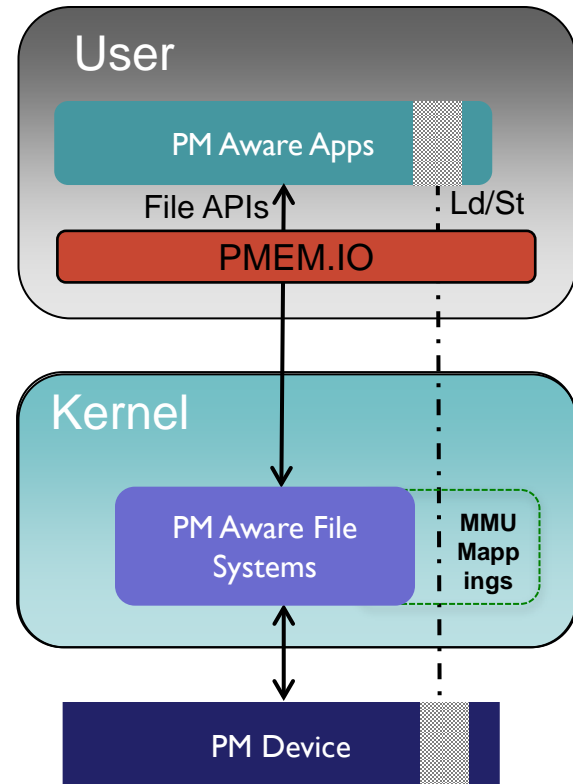 User
PM Aware Apps
File APIs
Ld/St
PMEM.IO
Kernel
PM Aware File
Systems
MMU
Mapp
ings
PM Device